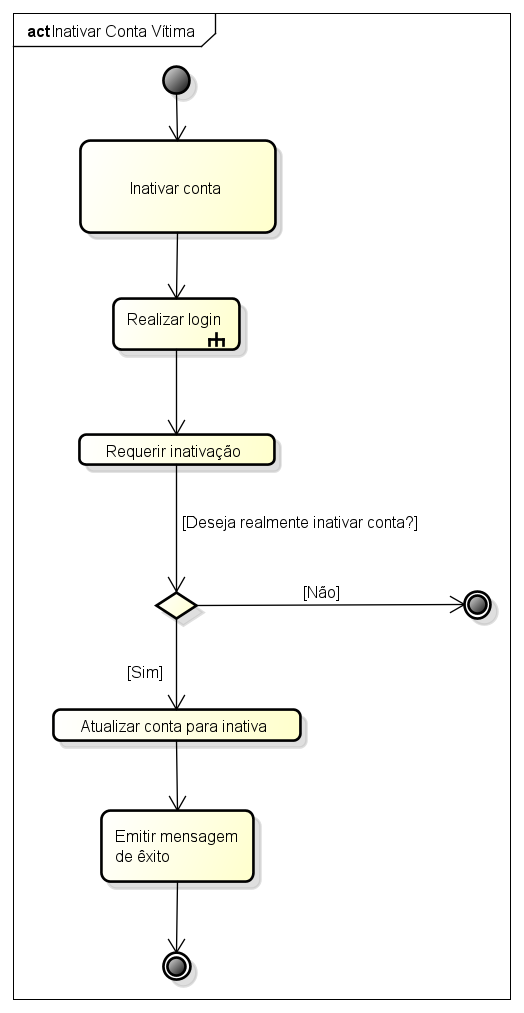 act Inativar Conta Vítima
Inativar conta
Realizar login
Requerir inativação
[Deseja realmente inativar conta?]
[Não]
[Sim]
Atualizar conta para inativa
Emitir mensagem
de êxito